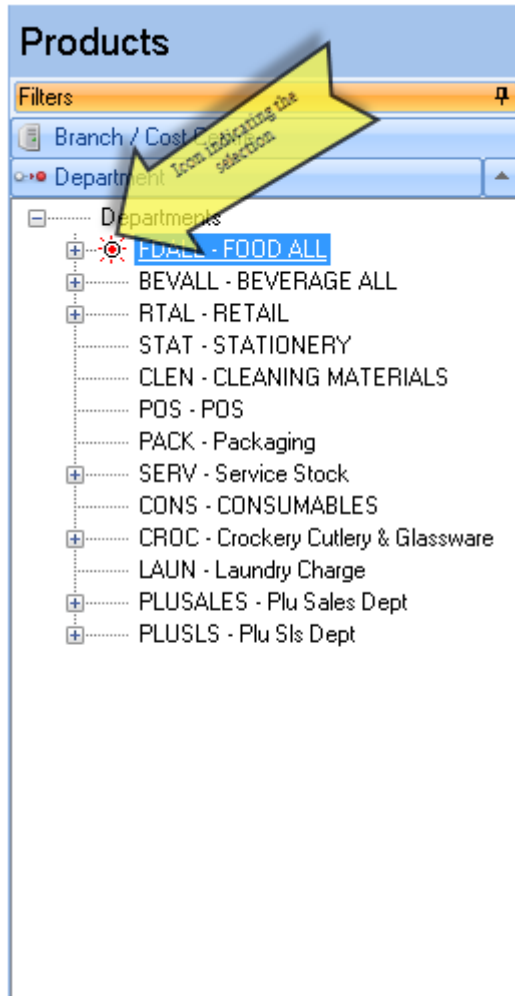 Products
Filters
Branch / Cost
Icon indicating the
selection
Department
Departments
FDALL - FOOD ALL
BEVALL - BEVERAGE ALL
RTAL - RETAIL
STAT - STATIONERY
CLEN - CLEANING MATERIALS
POS - POS
PACK - Packaging
SERV - Service Stock
CONS - CONSUMABLES
CROC - Crockery Cutlery & Glassware
LAUN - Laundry Charge
PLUSALES - Plu Sales Dept
PLUSLS - Plu Sls Dept